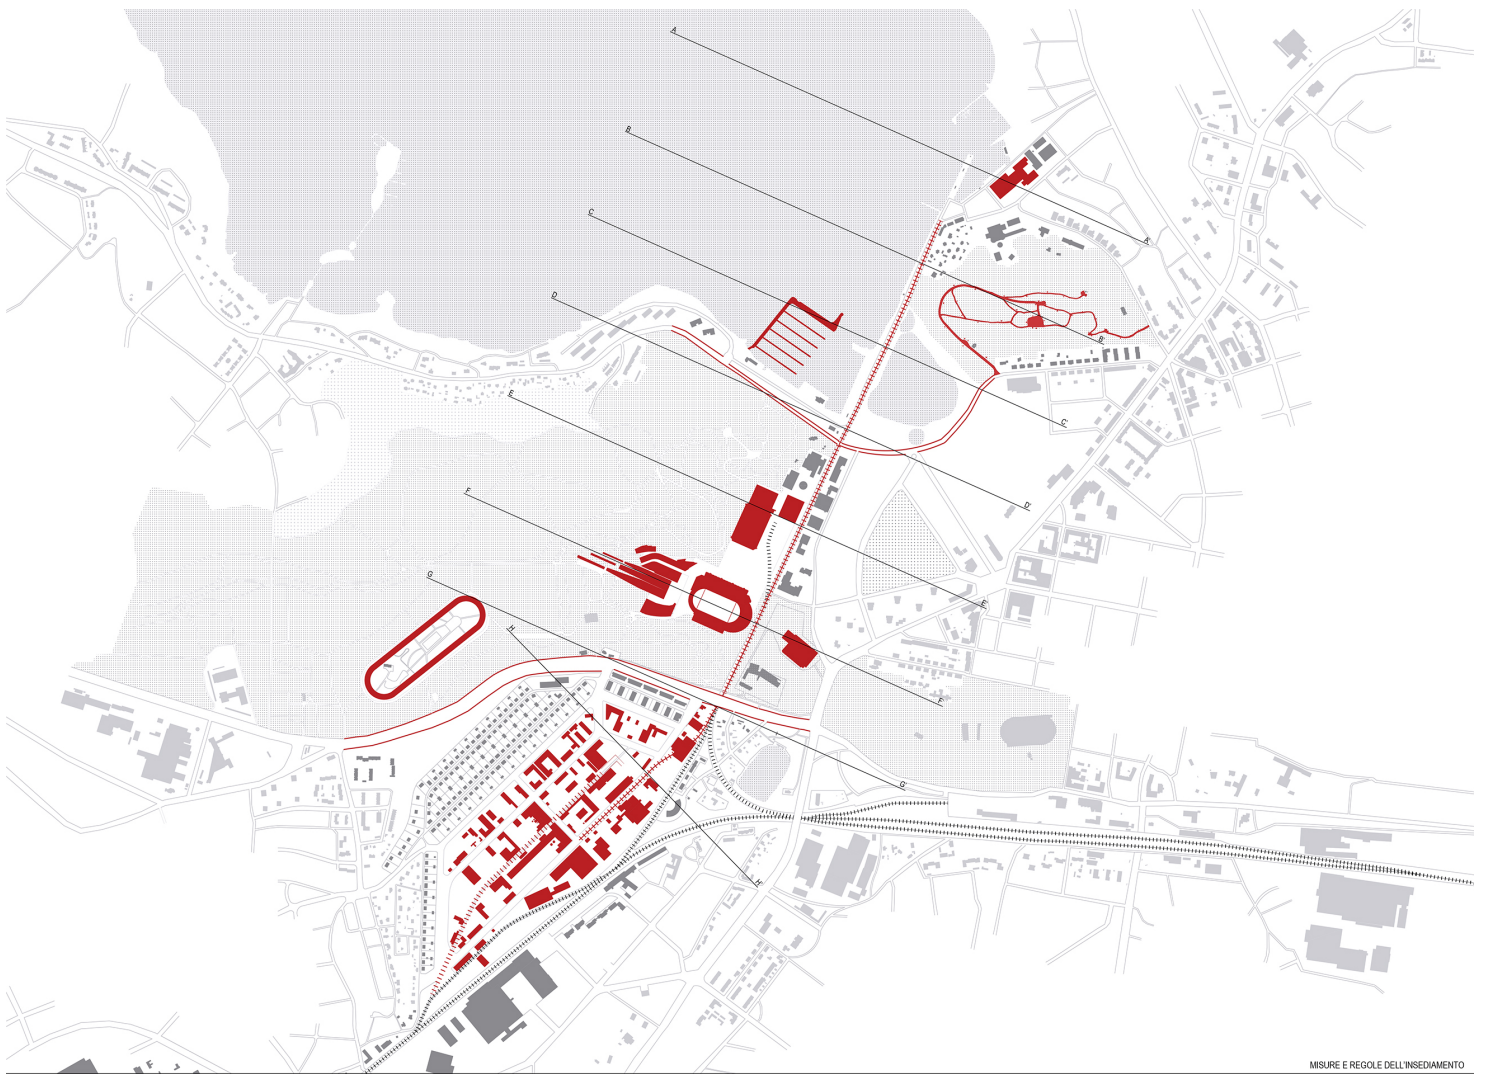 A
B
C
D
E
F
G
H
A'
B'
C'
D'
E'
F'
G'
H'
MISURE E REGOLE DELL'INSEDIAMENTO